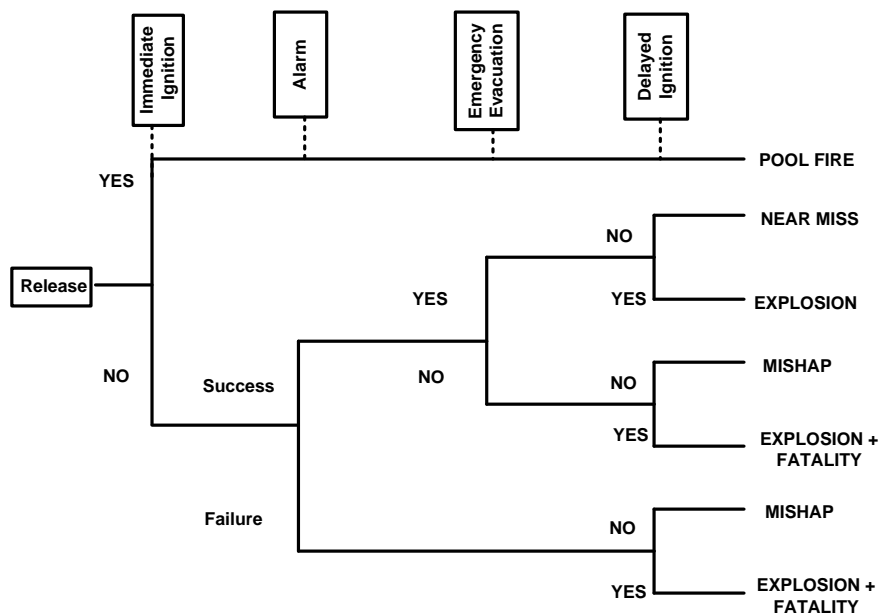 Immediate
Ignition
Alarm
Emergency
Evacuation
Delayed
Ignition
YES
POOL FIRE
NO
NEAR MISS
Release
YES
YES
EXPLOSION
NO
Success
NO
NO
MISHAP
YES
EXPLOSION +
FATALITY
Failure
NO
MISHAP
YES
EXPLOSION +
FATALITY